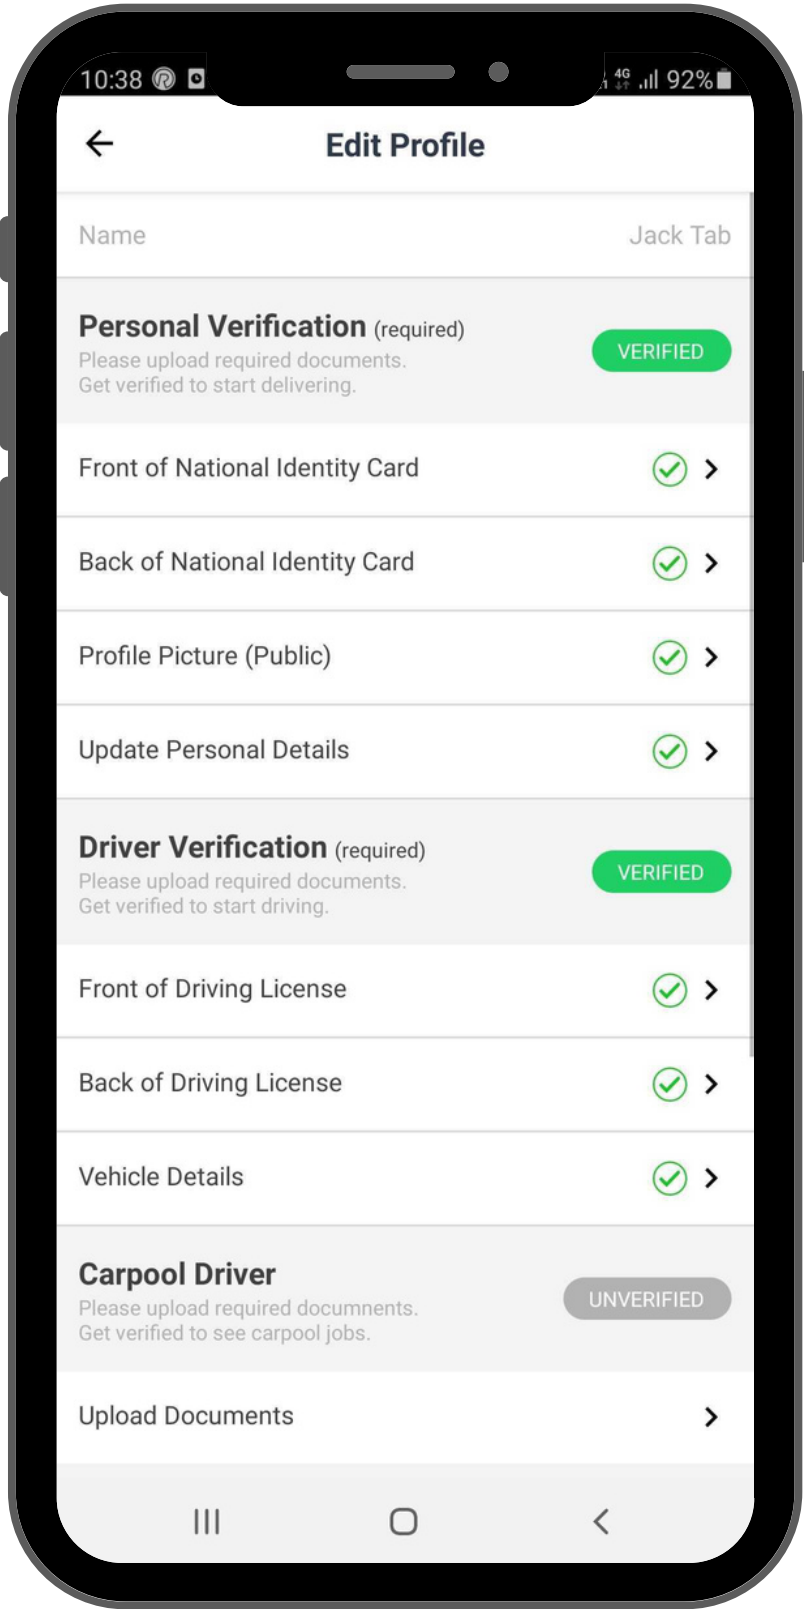 10:38 4G 92%
Edit Profile
Name Jack Tab
Personal Verification (required)
Please upload required documents.
Get verified to start delivering.
VERIFIED
Front of National Identity Card
Back of National Identity Card
Profile Picture (Public)
Update Personal Details
Driver Verification (required)
Please upload required documents.
Get verified to start driving.
VERIFIED
Front of Driving License
Back of Driving License
Vehicle Details
Carpool Driver
Please upload required documnents.
Get verified to see carpool jobs.
UNVERIFIED
Upload Documents